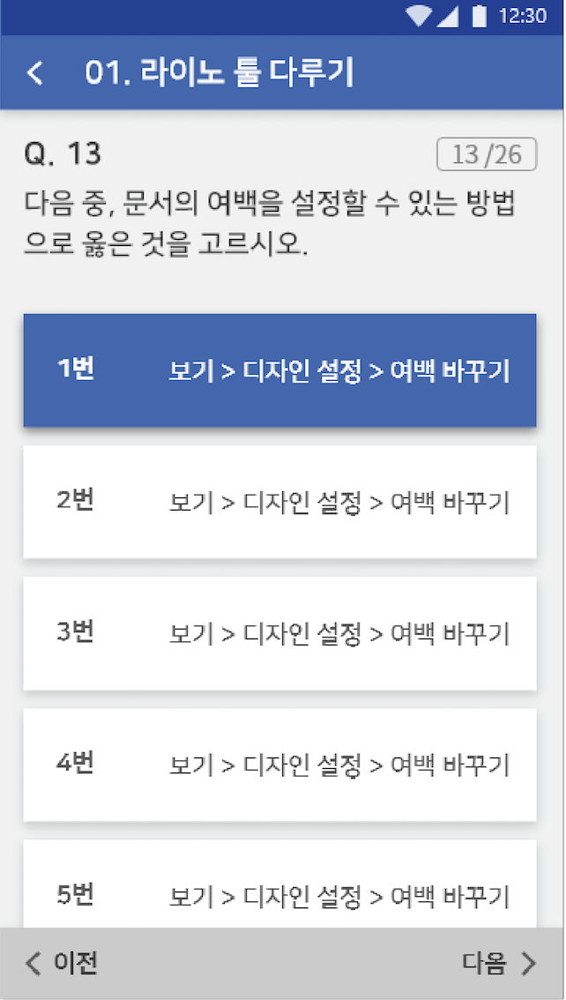 12:30
01. 라이노 툴 다루기
Q. 13
13 /26
다음 중, 문서의 여백을 설정할 수 있는 방법
으로 옳은 것을 고르시오.
1번 보기 > 디자인 설정 > 여백 바꾸기
2번 보기 > 디자인 설정 > 여백 바꾸기
3번 보기 > 디자인 설정 > 여백 바꾸기
4번 보기 > 디자인 설정 > 여백 바꾸기
5번 보기 > 디자인 설정 > 여백 바꾸기
이전 다음